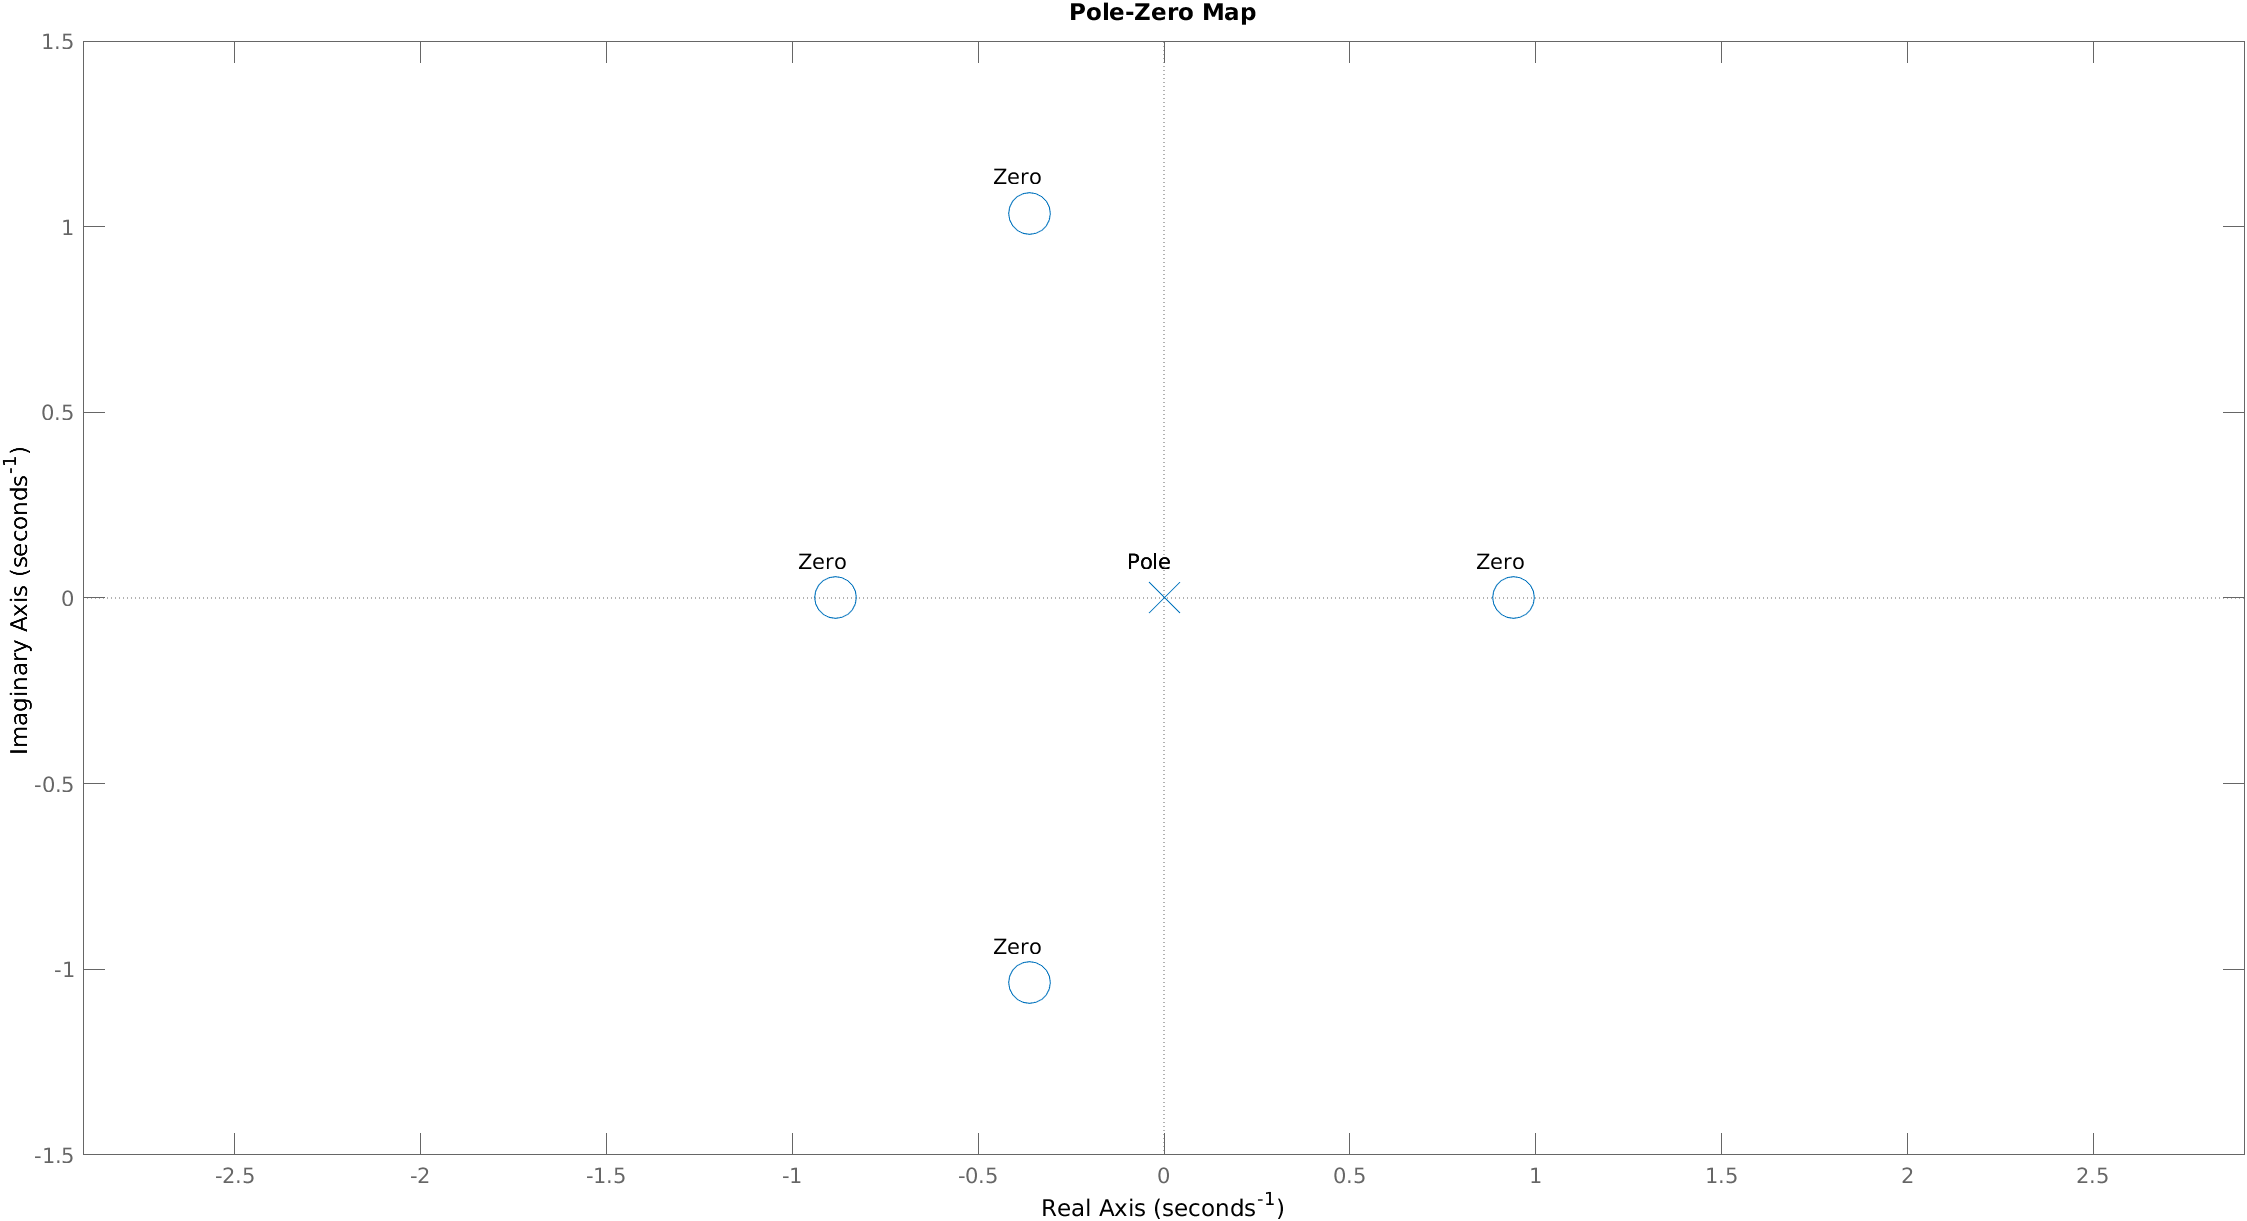 Pole-Zero Map
1.5
1
0.5
0
-0.5
-1
-1.5
Imaginary Axis (seconds⁻¹)
Zero
Zero
Pole
Zero
Zero
-2.5 -2 -1.5 -1 -0.5 0 0.5 1 1.5 2 2.5
Real Axis (seconds⁻¹)